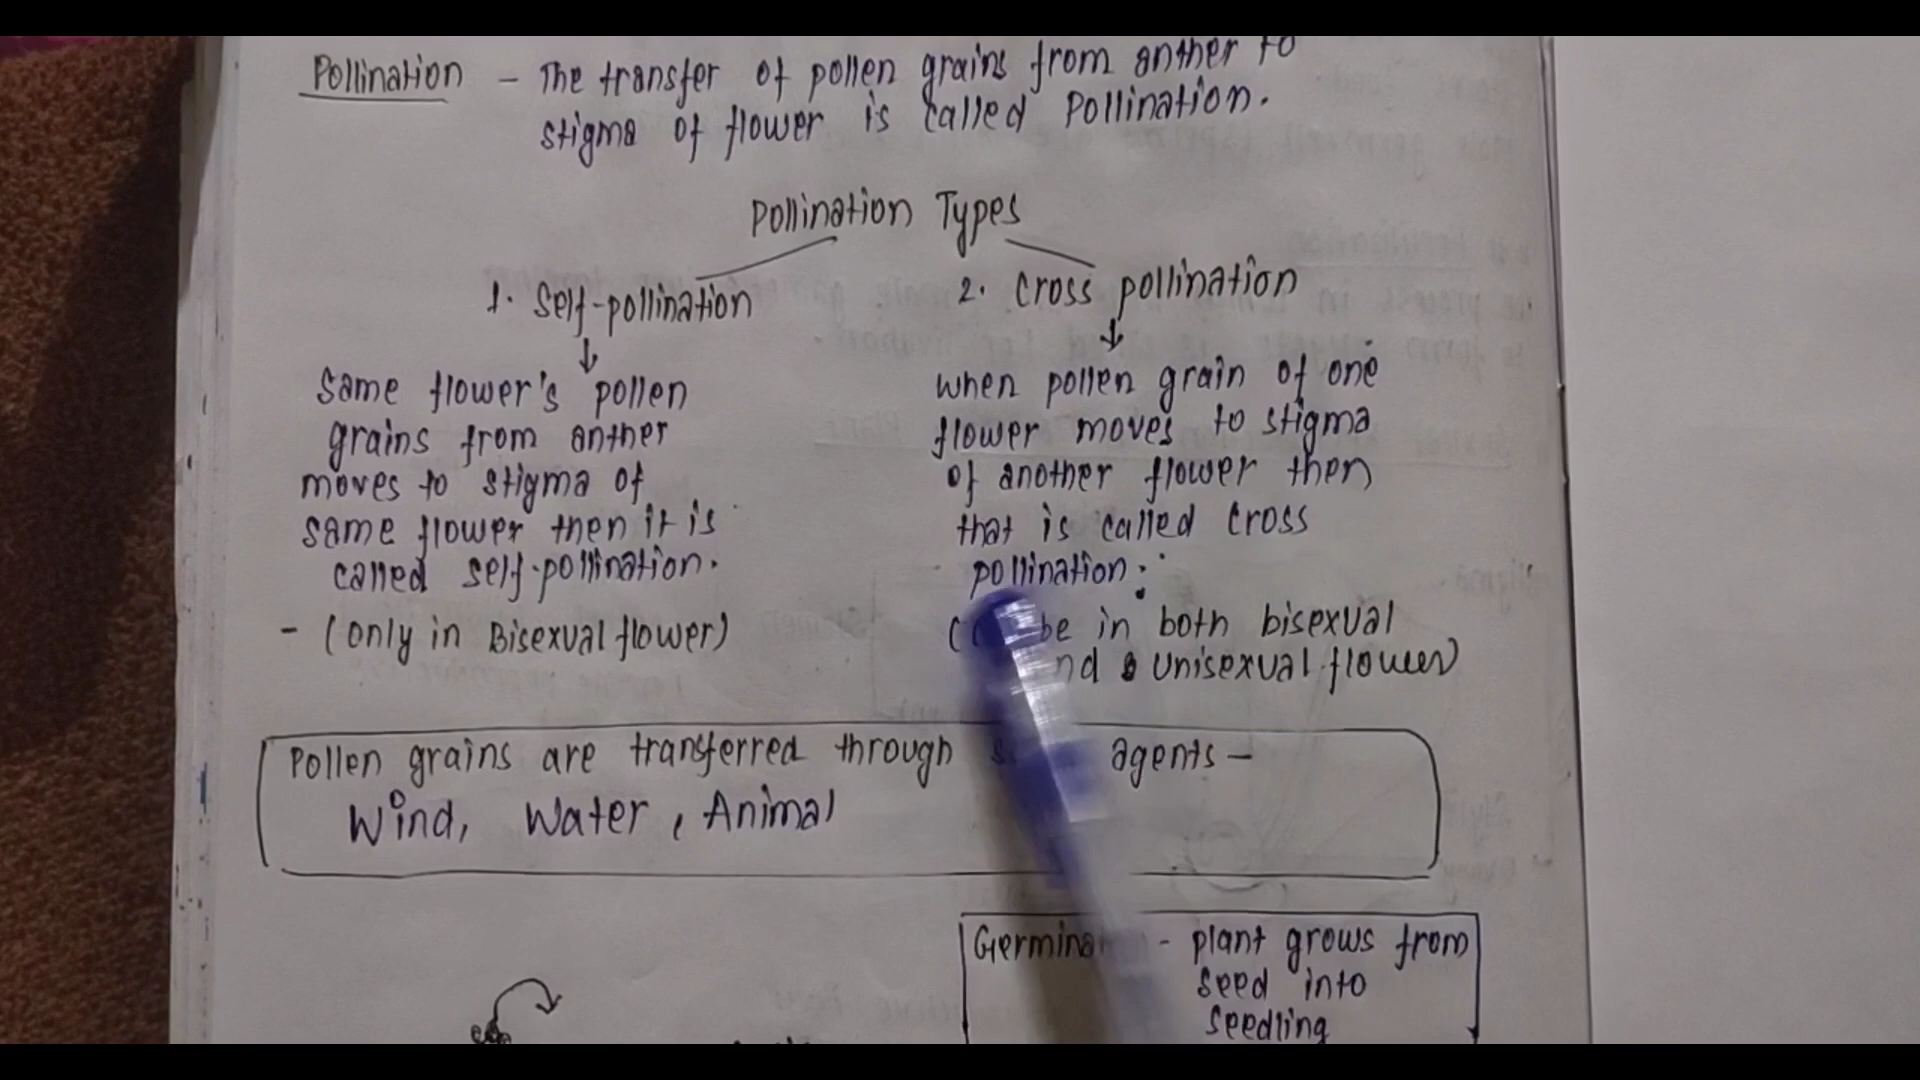 Pollination - The transfer of pollen grains from anther to
stigma of flower is called Pollination.
Pollination Types
1. Self-pollination
Same flower's pollen
grains from anther
moves to stigma of
same flower then it is
called self-pollination.
- (Only in Bisexual flower)
2. Cross pollination
When pollen grain of one
flower moves to stigma
of another flower then
that is called cross
pollination.
be in both bisexual
unisexual flower)
Pollen grains are transferred through agents -
Wind, Water, Animal
- plant grows from
seed into
seedling